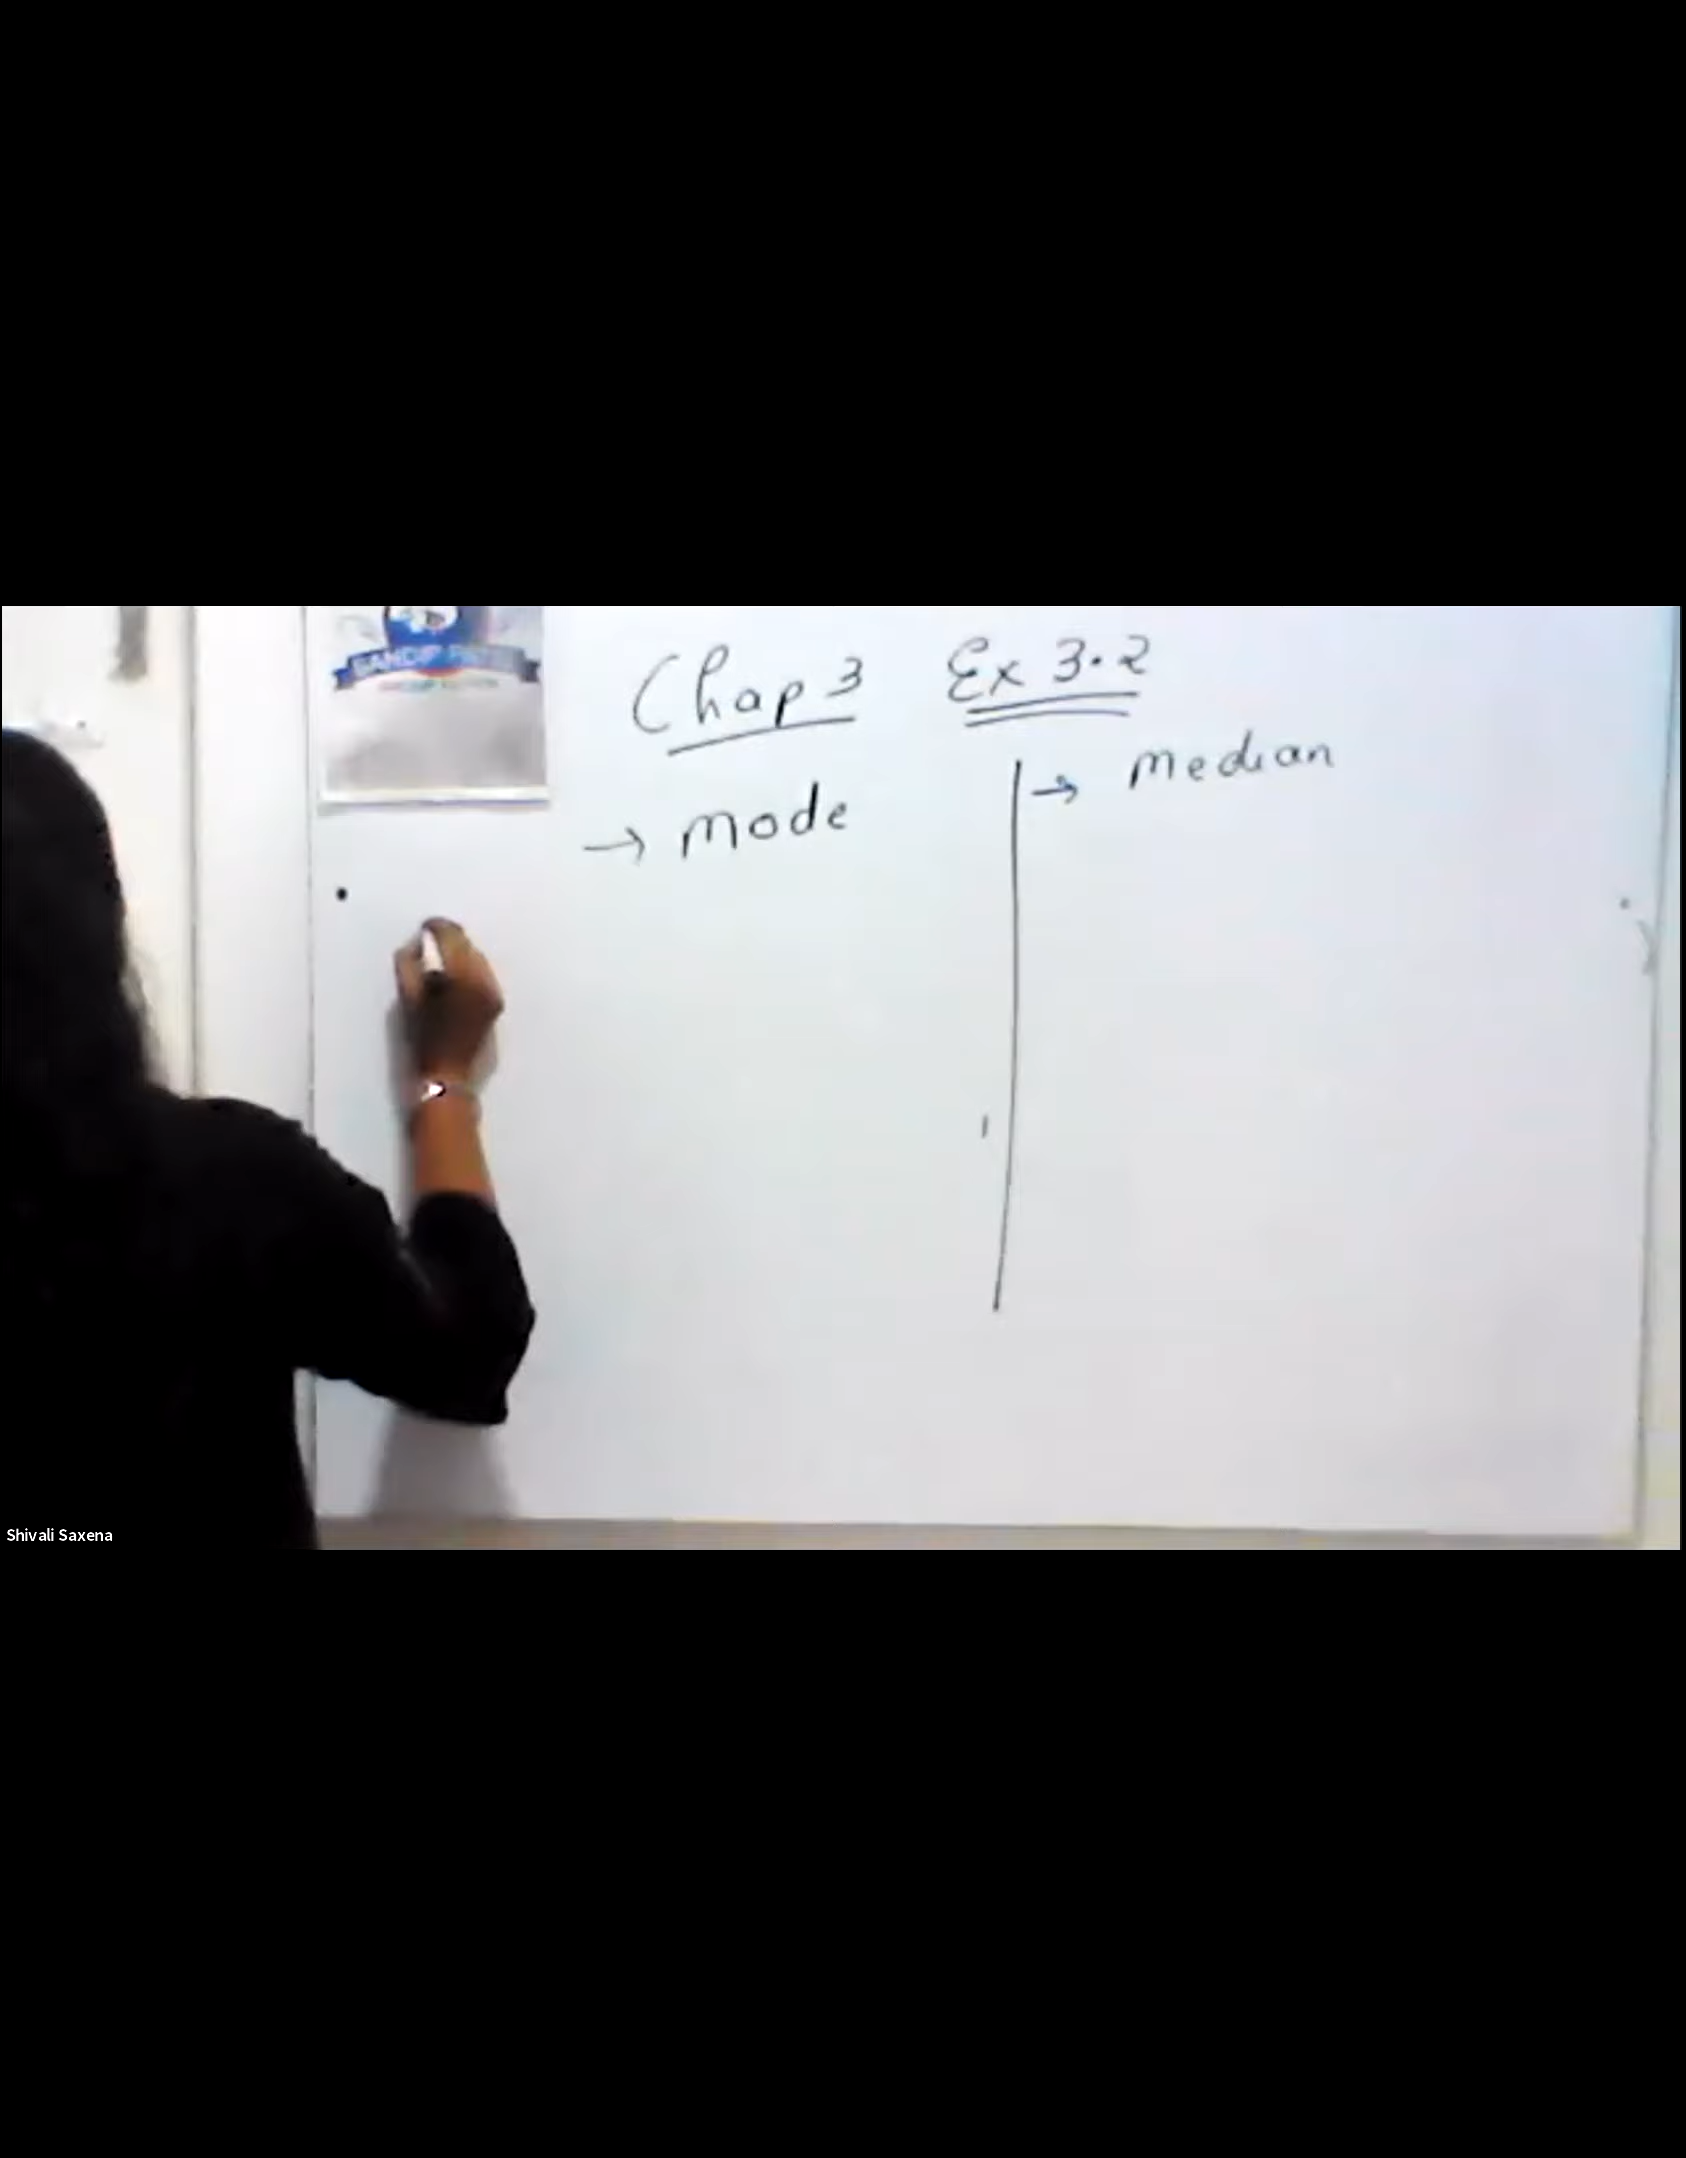 Chap 3 Ex 3.2
→ Mode
→ Median
Shivali Saxena